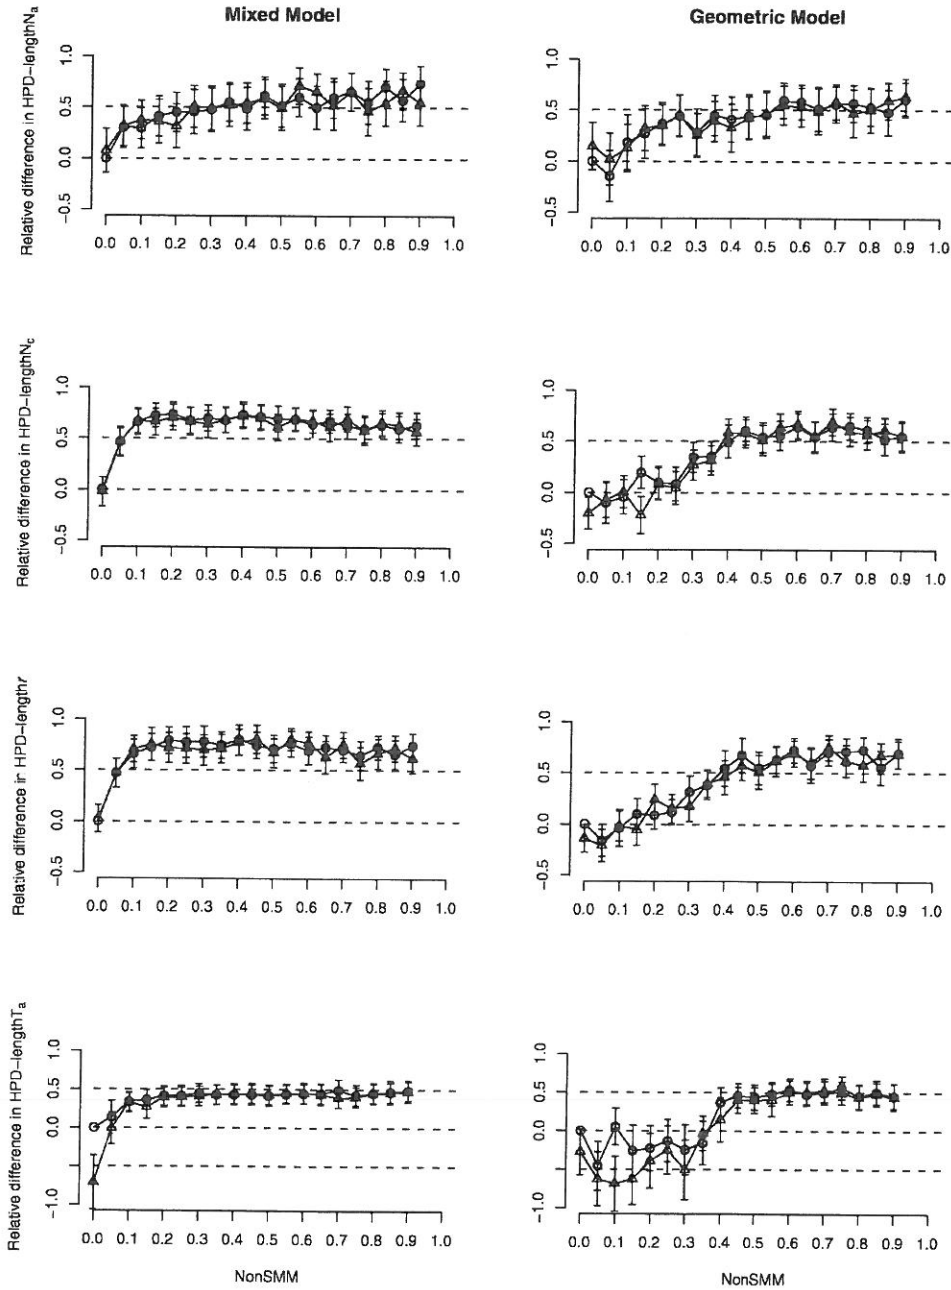 Mixed Model
Geometric Model
Relative difference in HPD-lengthNa
1.0
0.5
0.0
−0.5
0.0 0.1 0.2 0.3 0.4 0.5 0.6 0.7 0.8 0.9 1.0
1.0
0.5
0.0
−0.5
0.0 0.1 0.2 0.3 0.4 0.5 0.6 0.7 0.8 0.9 1.0
Relative difference in HPD-lengthNc
1.0
0.5
0.0
−0.5
0.0 0.1 0.2 0.3 0.4 0.5 0.6 0.7 0.8 0.9 1.0
1.0
0.5
0.0
−0.5
0.0 0.1 0.2 0.3 0.4 0.5 0.6 0.7 0.8 0.9 1.0
Relative difference in HPD-lengthr
1.0
0.5
0.0
−0.5
0.0 0.1 0.2 0.3 0.4 0.5 0.6 0.7 0.8 0.9 1.0
1.0
0.5
0.0
−0.5
0.0 0.1 0.2 0.3 0.4 0.5 0.6 0.7 0.8 0.9 1.0
Relative difference in HPD-lengthTa
1.0
0.5
0.0
−1.0
0.0 0.1 0.2 0.3 0.4 0.5 0.6 0.7 0.8 0.9 1.0
NonSMM
1.0
0.5
0.0
−1.0
0.0 0.1 0.2 0.3 0.4 0.5 0.6 0.7 0.8 0.9 1.0
NonSMM